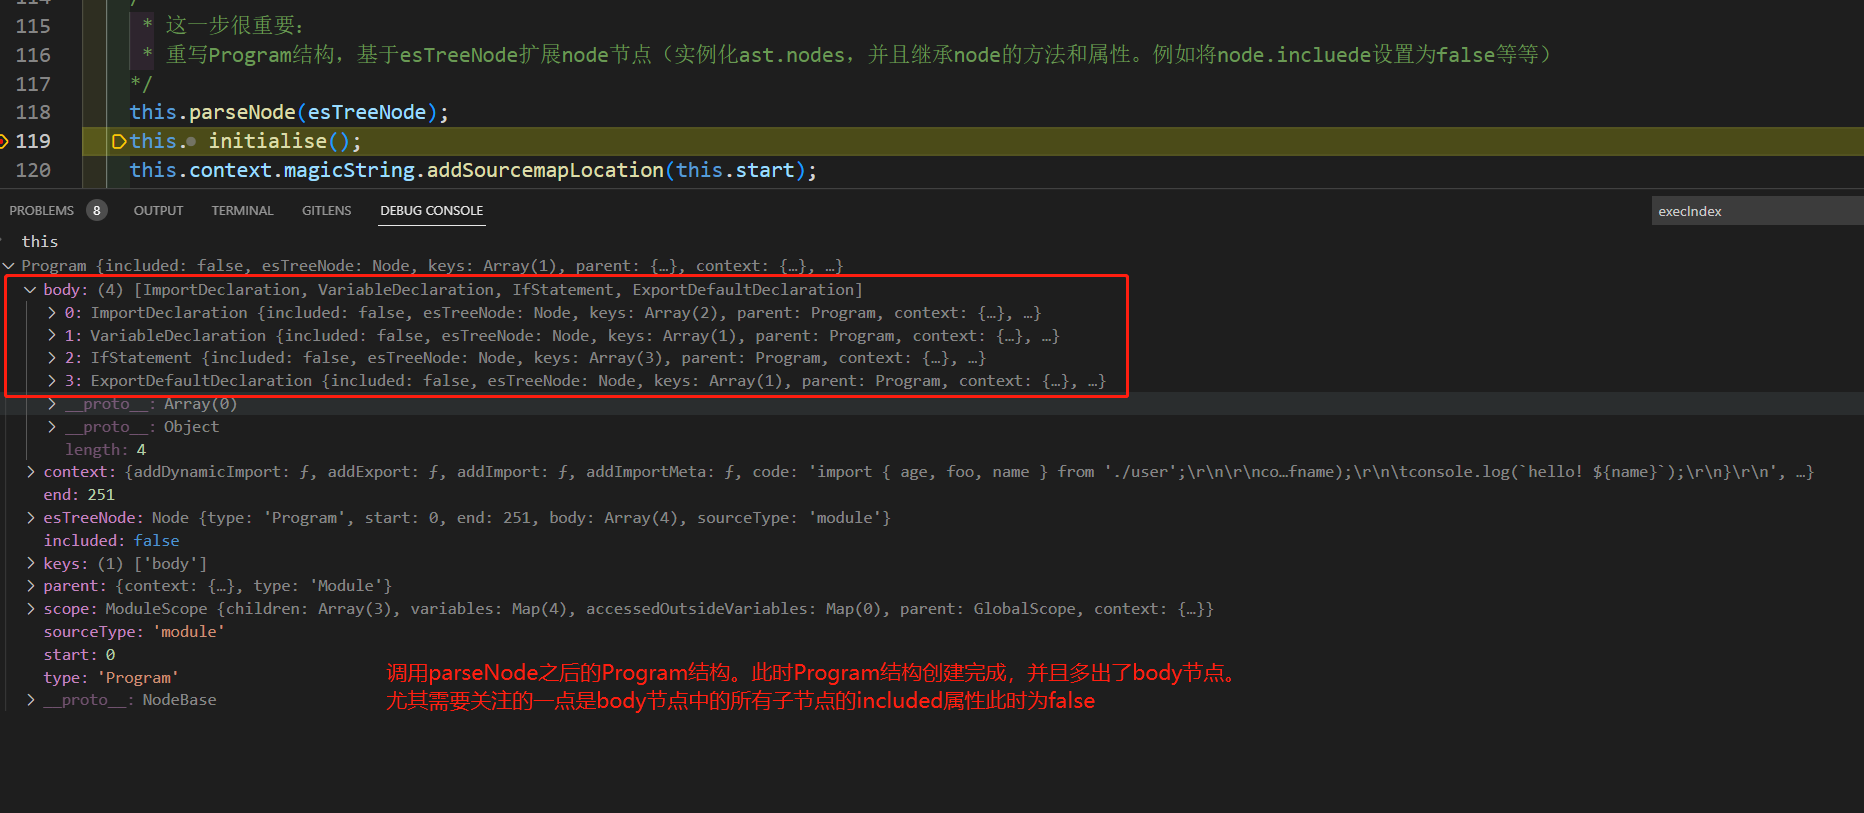 115 * 这一步很重要：
116 * 重写Program结构，基于esTreeNode扩展node节点（实例化ast.nodes，并且继承node的方法和属性。例如将node.incluede设置为false等等）
117 */
118 this.parseNode(esTreeNode);
119 this. initialise();
120 this.context.magicString.addSourcemapLocation(this.start);
PROBLEMS 8 OUTPUT TERMINAL GITLENS DEBUG CONSOLE execIndex
this
Program {included: false, esTreeNode: Node, keys: Array(1), parent: {…}, context: {…}, …}
body: (4) [ImportDeclaration, VariableDeclaration, IfStatement, ExportDefaultDeclaration]
0: ImportDeclaration {included: false, esTreeNode: Node, keys: Array(2), parent: Program, context: {…}, …}
1: VariableDeclaration {included: false, esTreeNode: Node, keys: Array(1), parent: Program, context: {…}, …}
2: IfStatement {included: false, esTreeNode: Node, keys: Array(3), parent: Program, context: {…}, …}
3: ExportDefaultDeclaration {included: false, esTreeNode: Node, keys: Array(1), parent: Program, context: {…}, …}
__proto__: Array(0)
__proto__: Object
length: 4
context: {addDynamicImport: ƒ, addExport: ƒ, addImport: ƒ, addImportMeta: ƒ, code: 'import { age, foo, name } from './user';\r\n\r\nco…fname);\r\n\tconsole.log(`hello! ${name}`);\r\n}\r\n', …}
end: 251
esTreeNode: Node {type: 'Program', start: 0, end: 251, body: Array(4), sourceType: 'module'}
included: false
keys: (1) ['body']
parent: {context: {…}, type: 'Module'}
scope: ModuleScope {children: Array(3), variables: Map(4), accessedOutsideVariables: Map(0), parent: GlobalScope, context: {…}}
sourceType: 'module'
start: 0
type: 'Program'
__proto__: NodeBase
调用parseNode之后的Program结构。此时Program结构创建完成，并且多出了body节点。
尤其需要关注的一点是body节点中的所有子节点的included属性此时为false